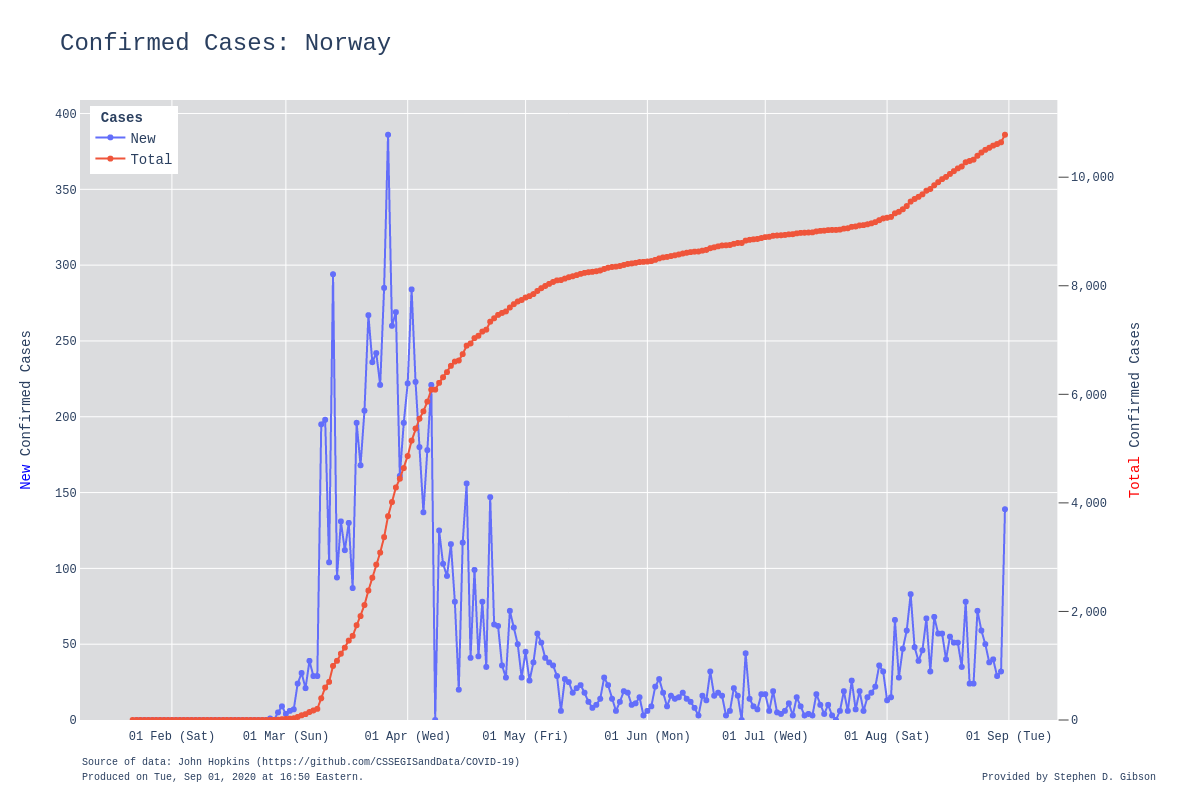 Confirmed Cases: Norway
Cases
New
Total
400
350
300
250
200
150
100
50
0
10,000
8,000
6,000
4,000
2,000
0
New Confirmed Cases
Total Confirmed Cases
01 Feb (Sat) 01 Mar (Sun) 01 Apr (Wed) 01 May (Fri) 01 Jun (Mon) 01 Jul (Wed) 01 Aug (Sat) 01 Sep (Tue)
Source of data: John Hopkins (https://github.com/CSSEGISandData/COVID-19)
Produced on Tue, Sep 01, 2020 at 16:50 Eastern.
Provided by Stephen D. Gibson